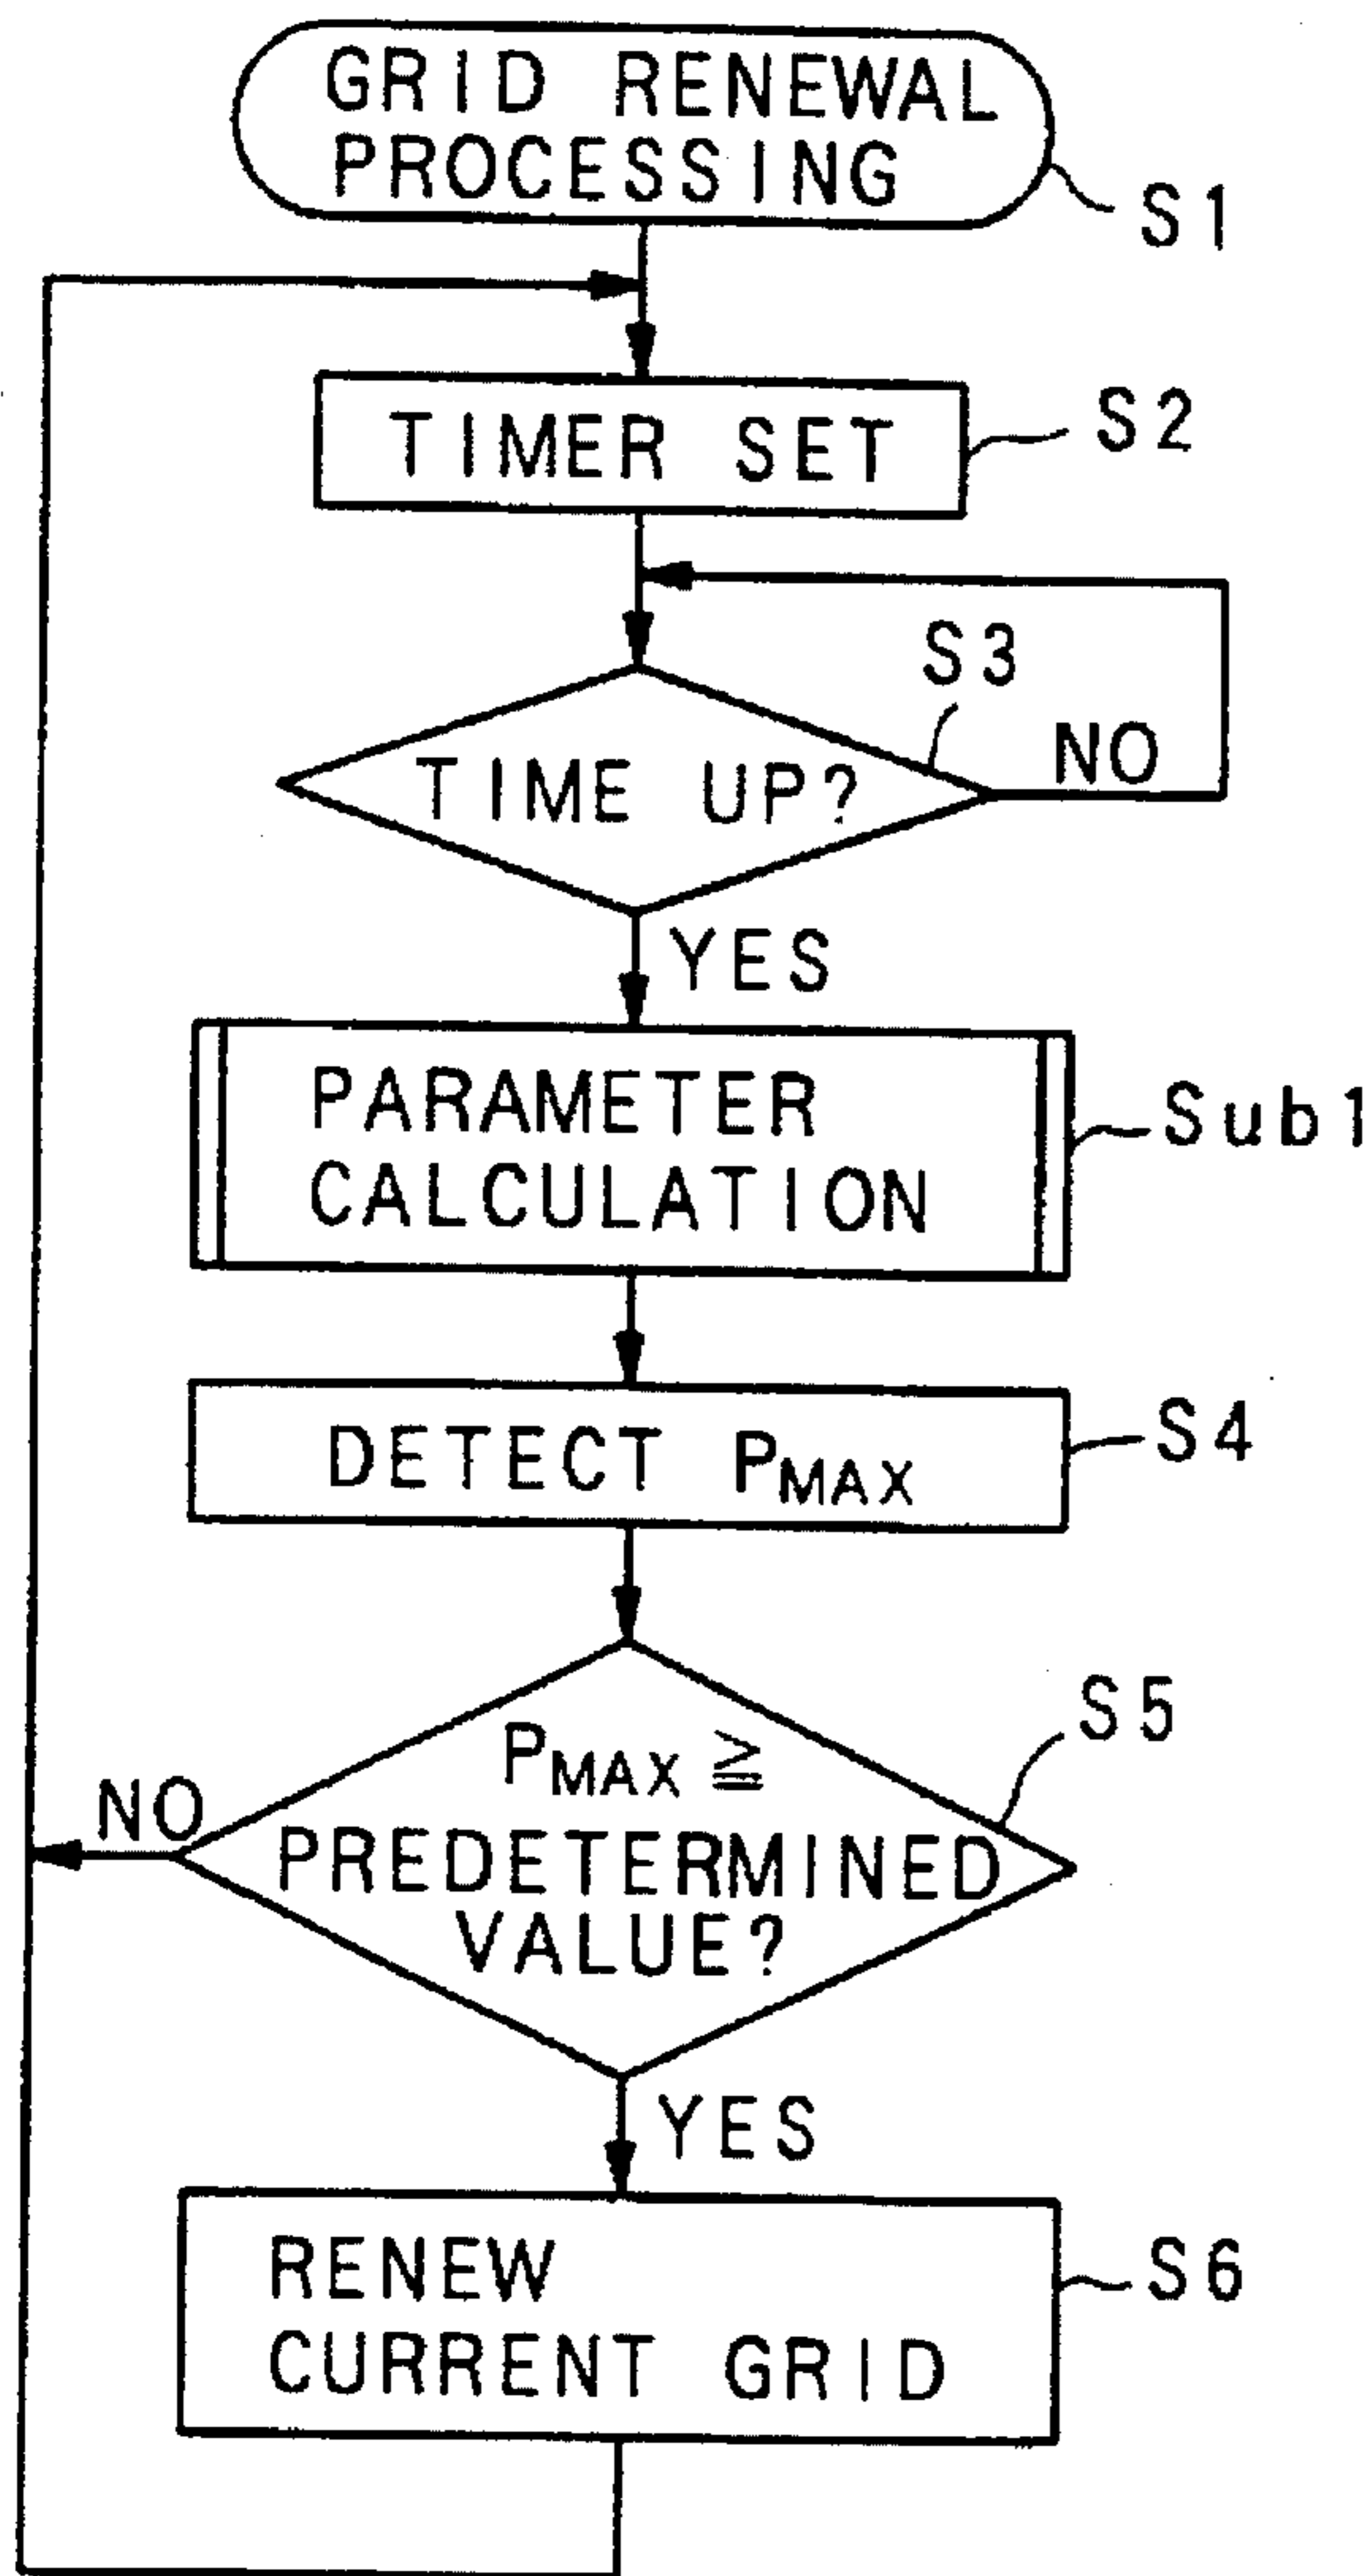 GRID RENEWAL
PROCESSING
S1
TIMER SET
S2
S3
TIME UP?
NO
YES
PARAMETER
CALCULATION
Sub1
DETECT PMAX
S4
S5
PMAX ≧
NO
PREDETERMINED
VALUE?
YES
RENEW
CURRENT GRID
S6